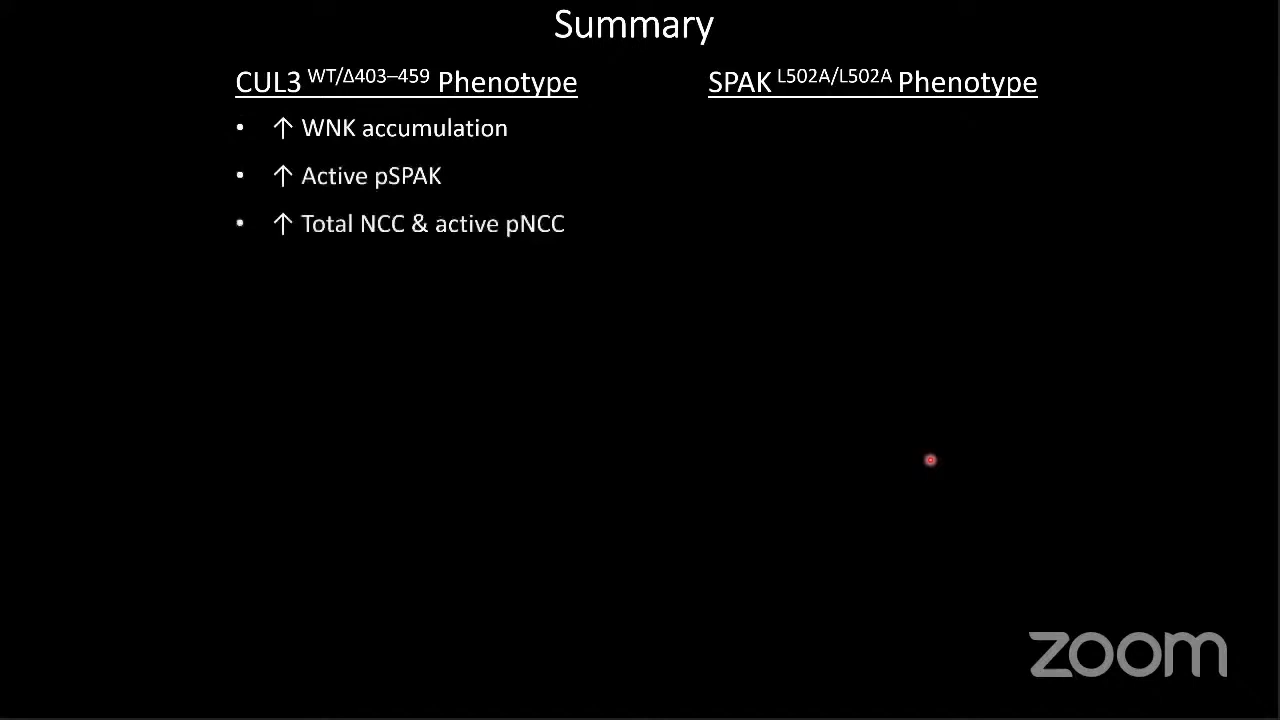 Summary
CUL3 WT/Δ403–459 Phenotype
• ↑ WNK accumulation
• ↑ Active pSPAK
• ↑ Total NCC & active pNCC
SPAK L502A/L502A Phenotype
zoom